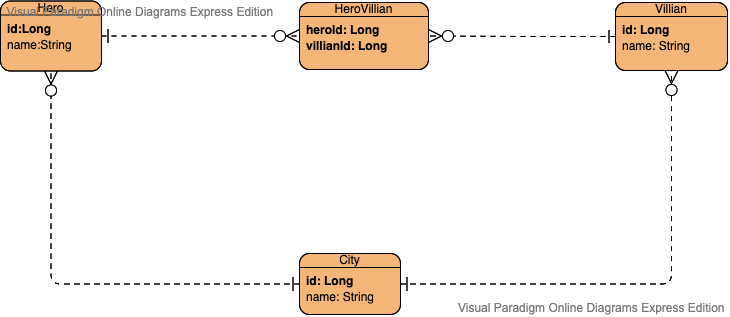 Visual Paradigm Online Diagrams Express Edition
Hero
id:Long
name:String
HeroVillian
heroId: Long
villianId: Long
Villian
id: Long
name: String
City
id: Long
name: String
Visual Paradigm Online Diagrams Express Edition